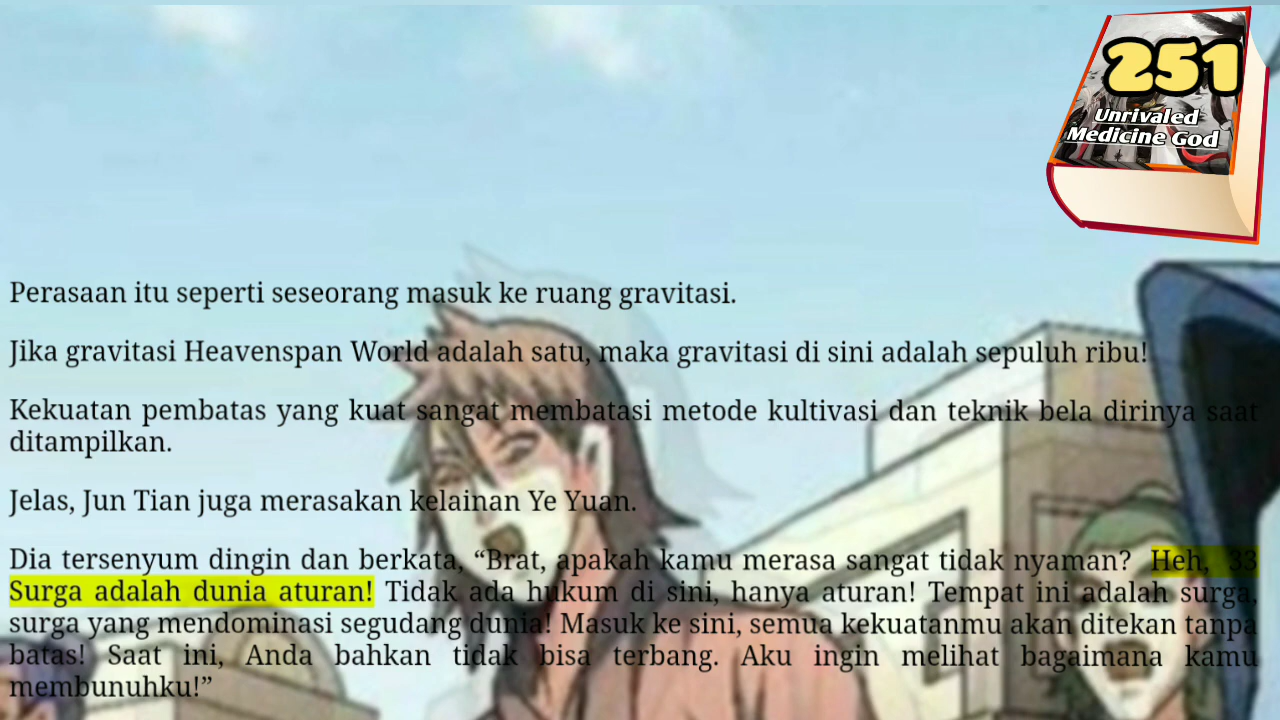 251
Unrivaled
Medicine God
Perasaan itu seperti seseorang masuk ke ruang gravitasi.
Jika gravitasi Heavenspan World adalah satu, maka gravitasi di sini adalah sepuluh ribu!
Kekuatan pembatas yang kuat sangat membatasi metode kultivasi dan teknik bela dirinya saat
ditampilkan.
Jelas, Jun Tian juga merasakan kelainan Ye Yuan.
Dia tersenyum dingin dan berkata, “Brat, apakah kamu merasa sangat tidak nyaman? Heh, 33
Surga adalah dunia aturan! Tidak ada hukum di sini, hanya aturan! Tempat ini adalah surga,
surga yang mendominasi segudang dunia! Masuk ke sini, semua kekuatanmu akan ditekan tanpa
batas! Saat ini, Anda bahkan tidak bisa terbang. Aku ingin melihat bagaimana kamu
membunuhku!”